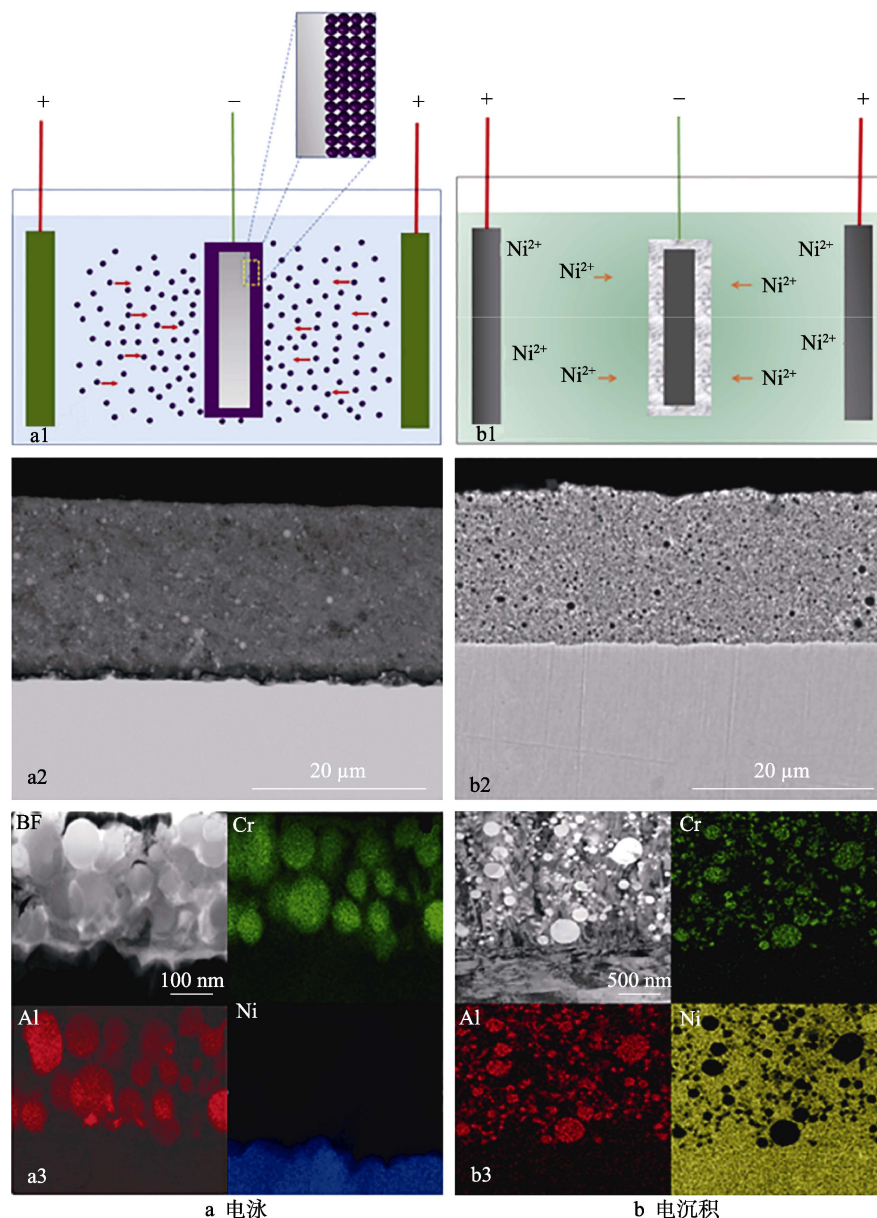 + − +
+ − +
a1
Ni²⁺ Ni²⁺
Ni²⁺ Ni²⁺
Ni²⁺ Ni²⁺
Ni²⁺ Ni²⁺
b1
a2
20 μm
b2
20 μm
BF
Cr
100 nm
Al
Ni
a3
Cr
500 nm
Al
Ni
b3
a 电泳
b 电沉积